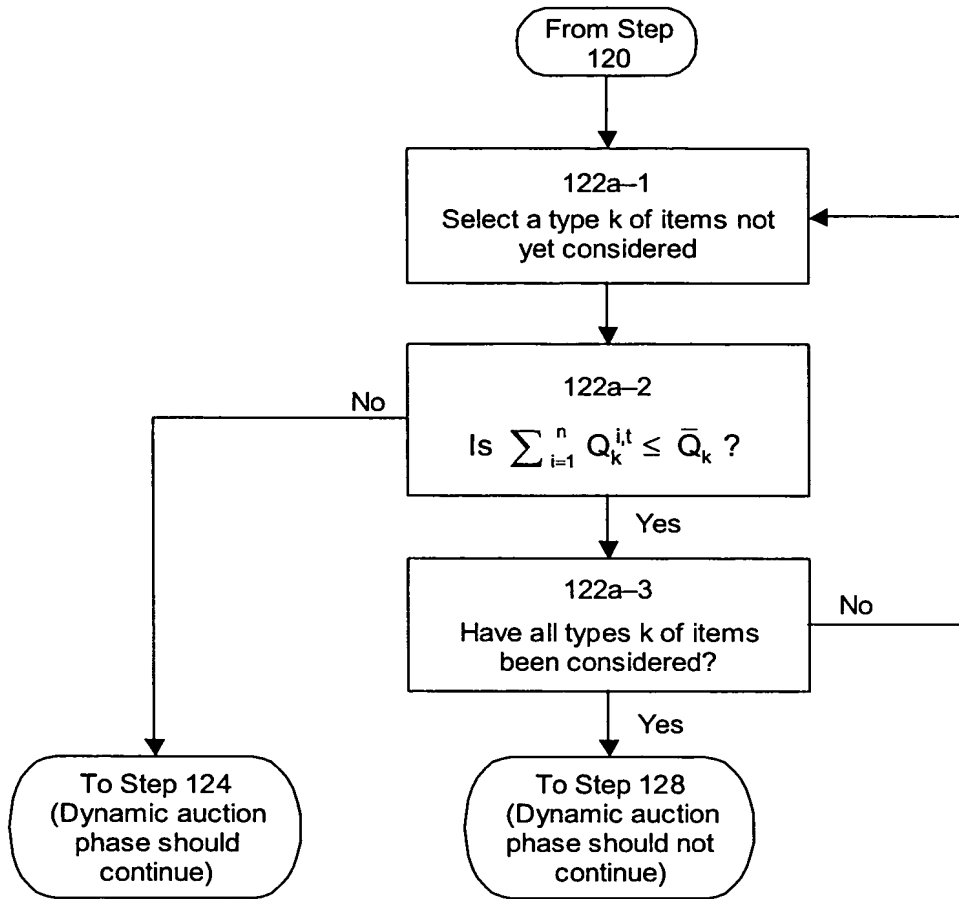 From Step
120
122a–1
Select a type k of items not
yet considered
122a–2
No
Is ∑ⁿᵢ₌₁ Qₖ^{i,t} ≤ Q̄ₖ ?
Yes
122a–3
No
Have all types k of items
been considered?
Yes
To Step 124
(Dynamic auction
phase should
continue)
To Step 128
(Dynamic auction
phase should not
continue)